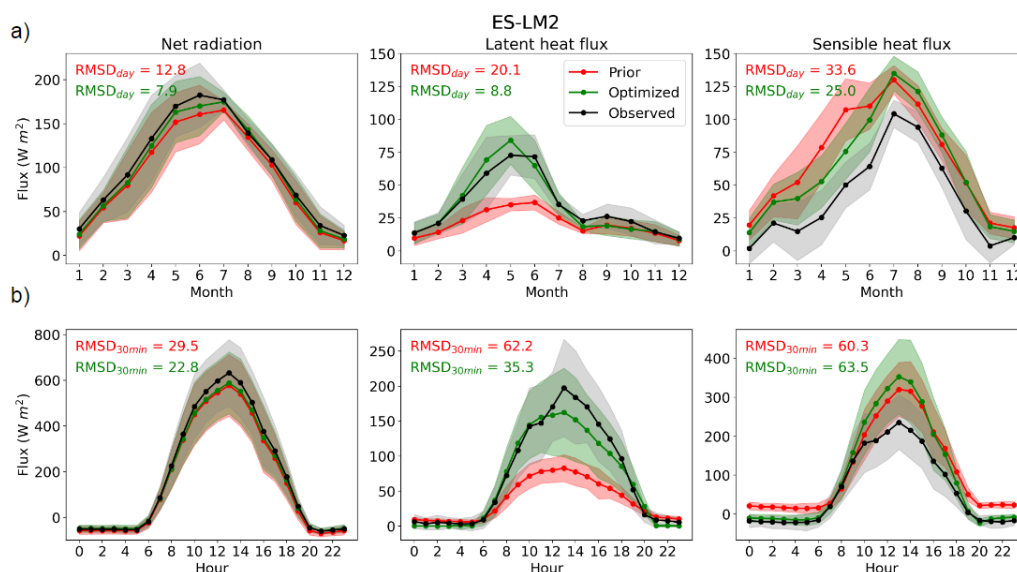 ES-LM2
a)
Net radiation
Latent heat flux
Sensible heat flux
RMSD_day = 12.8
RMSD_day = 7.9
RMSD_day = 20.1
RMSD_day = 8.8
Prior
Optimized
Observed
RMSD_day = 33.6
RMSD_day = 25.0
Flux (W m²)
200
150
100
50
0
150
125
100
75
50
25
0
150
125
100
75
50
25
0
1 2 3 4 5 6 7 8 9 10 11 12
1 2 3 4 5 6 7 8 9 10 11 12
1 2 3 4 5 6 7 8 9 10 11 12
Month
Month
Month
b)
RMSD_30min = 29.5
RMSD_30min = 22.8
RMSD_30min = 62.2
RMSD_30min = 35.3
RMSD_30min = 60.3
RMSD_30min = 63.5
Flux (W m²)
800
600
400
200
0
250
200
150
100
50
0
400
300
200
100
0
0 2 4 6 8 10 12 14 16 18 20 22
0 2 4 6 8 10 12 14 16 18 20 22
0 2 4 6 8 10 12 14 16 18 20 22
Hour
Hour
Hour